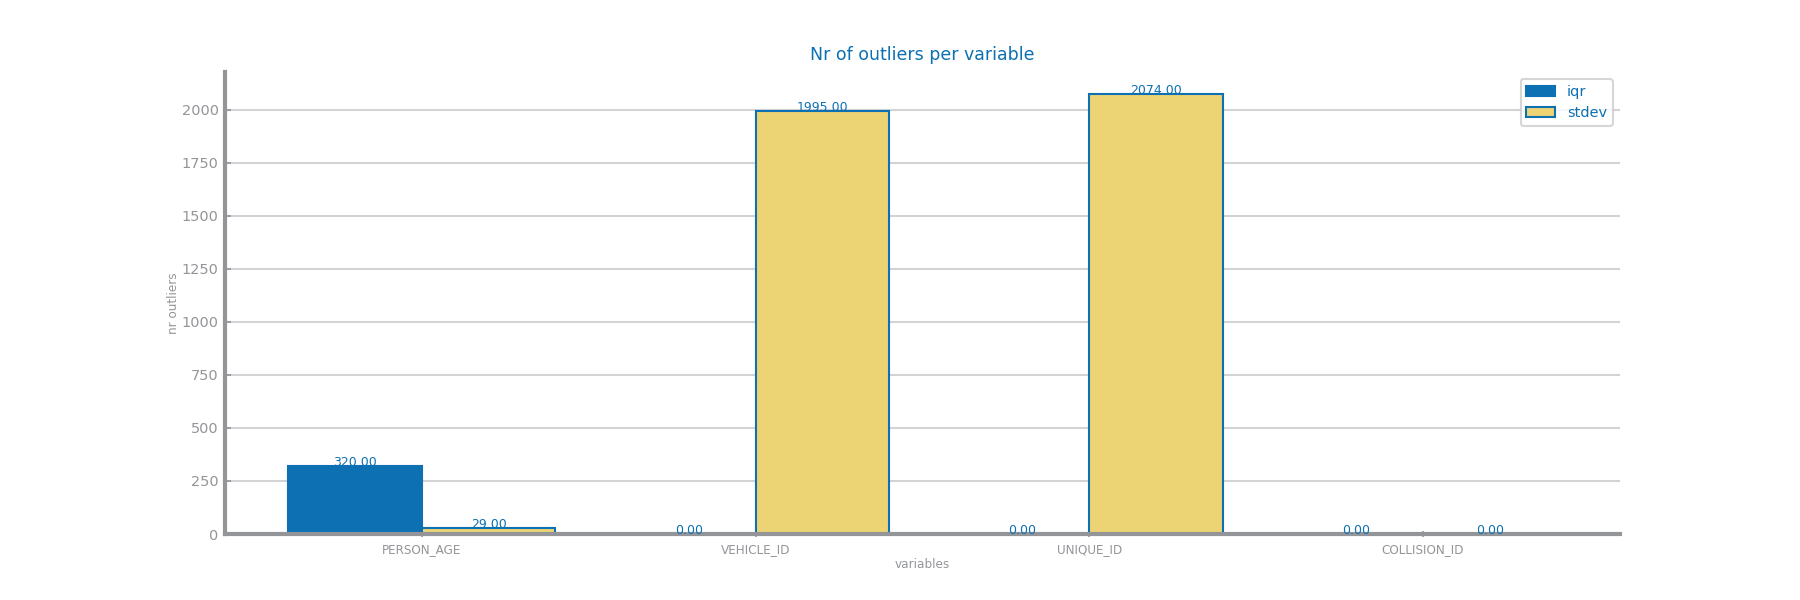 Nr of outliers per variable
iqr
stdev
2000
1750
1500
1250
1000
750
500
250
0
nr outliers
320.00
29.00
0.00
1995.00
0.00
2074.00
0.00
0.00
PERSON_AGE
VEHICLE_ID
UNIQUE_ID
COLLISION_ID
variables